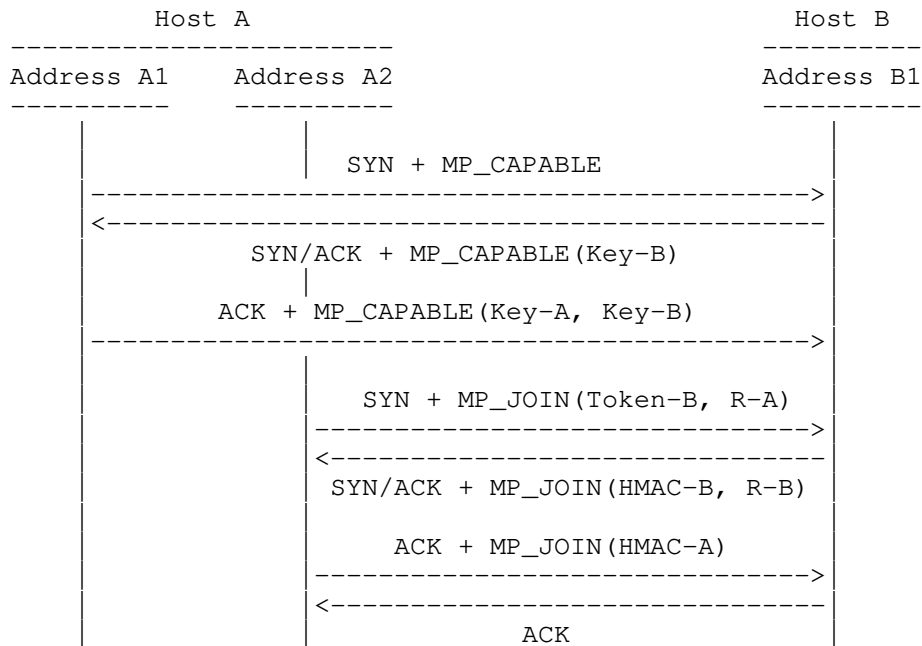 Host A Host B
Address A1 Address A2 Address B1
SYN + MP_CAPABLE
SYN/ACK + MP_CAPABLE(Key-B)
ACK + MP_CAPABLE(Key-A, Key-B)
SYN + MP_JOIN(Token-B, R-A)
SYN/ACK + MP_JOIN(HMAC-B, R-B)
ACK + MP_JOIN(HMAC-A)
ACK